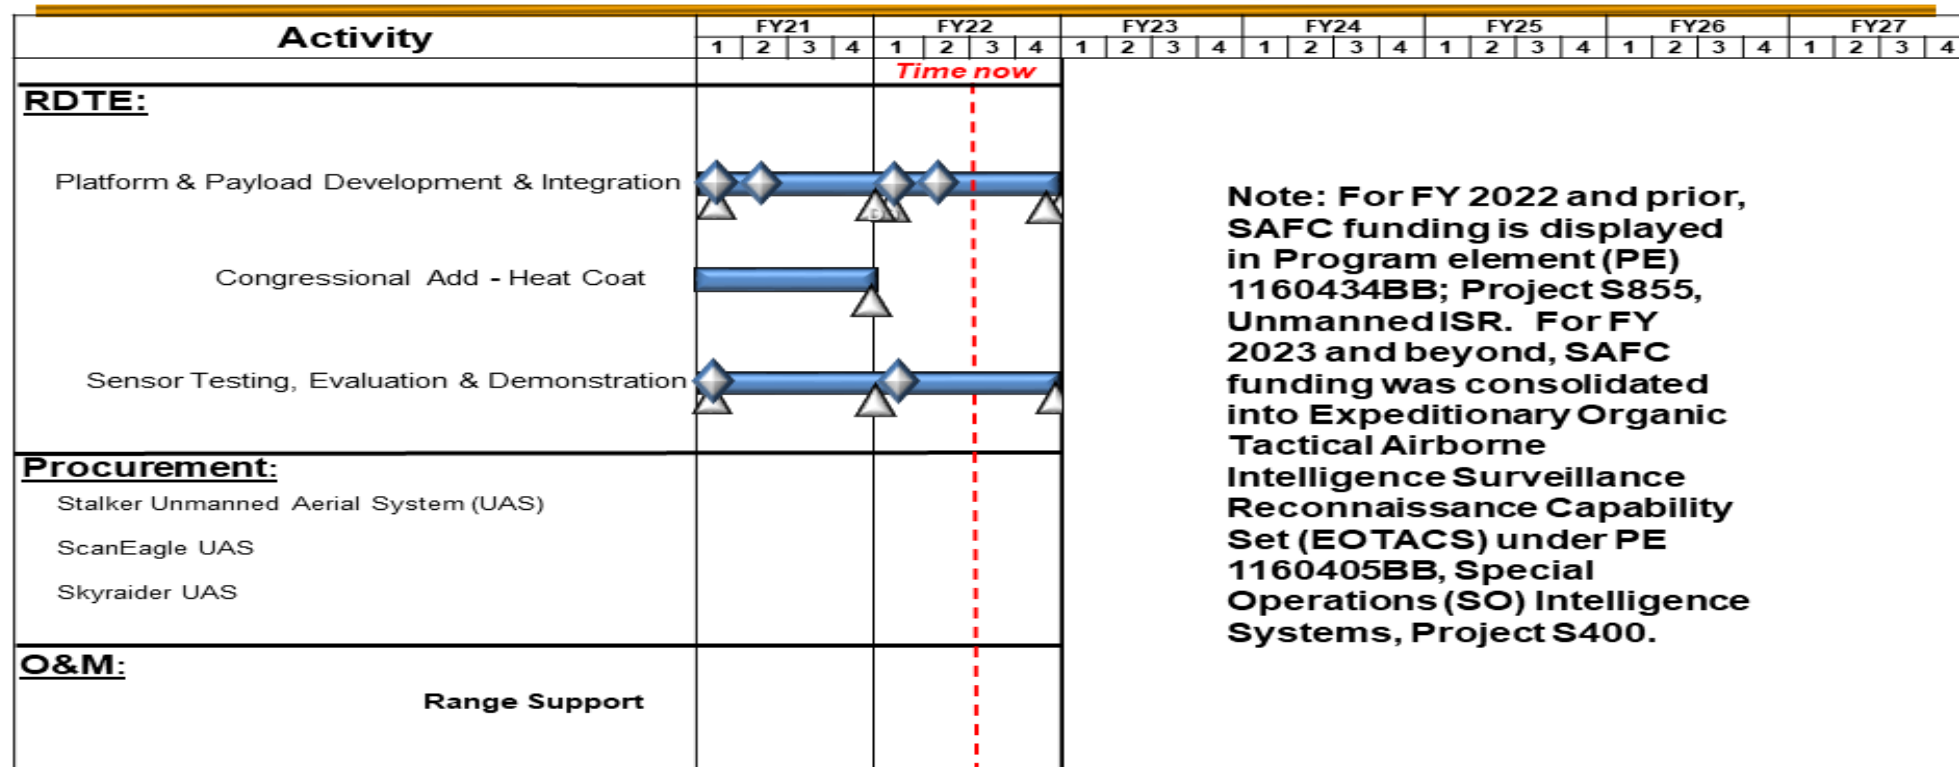 Activity
FY21 FY22 FY23 FY24 FY25 FY26 FY27
1 2 3 4 1 2 3 4 1 2 3 4 1 2 3 4 1 2 3 4 1 2 3 4 1 2 3 4
Time now
RDTE:
Platform & Payload Development & Integration
Congressional Add - Heat Coat
Sensor Testing, Evaluation & Demonstration
Procurement:
Stalker Unmanned Aerial System (UAS)
ScanEagle UAS
Skyraider UAS
O&M:
Range Support
Note: For FY 2022 and prior,
SAFC funding is displayed
in Program element (PE)
1160434BB; Project S855,
Unmanned ISR. For FY
2023 and beyond, SAFC
funding was consolidated
into Expeditionary Organic
Tactical Airborne
Intelligence Surveillance
Reconnaissance Capability
Set (EOTACS) under PE
1160405BB, Special
Operations (SO) Intelligence
Systems, Project S400.